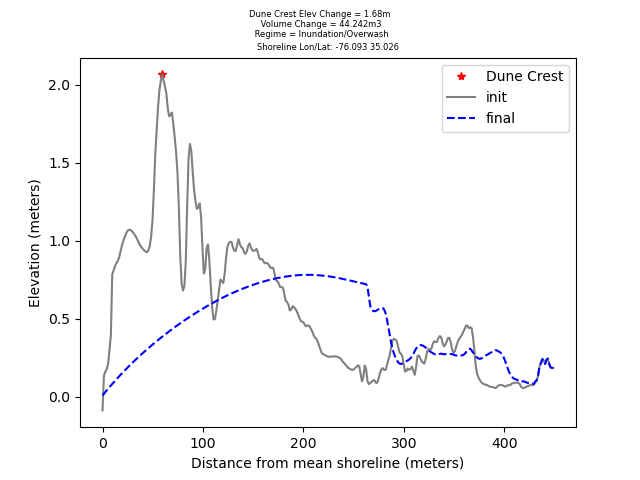 Dune Crest Elev Change = 1.68m
Volume Change = 44.242m3
Regime = Inundation/Overwash
Shoreline Lon/Lat: -76.093 35.026
Dune Crest
init
final
Elevation (meters)
2.0
1.5
1.0
0.5
0.0
0 100 200 300 400
Distance from mean shoreline (meters)